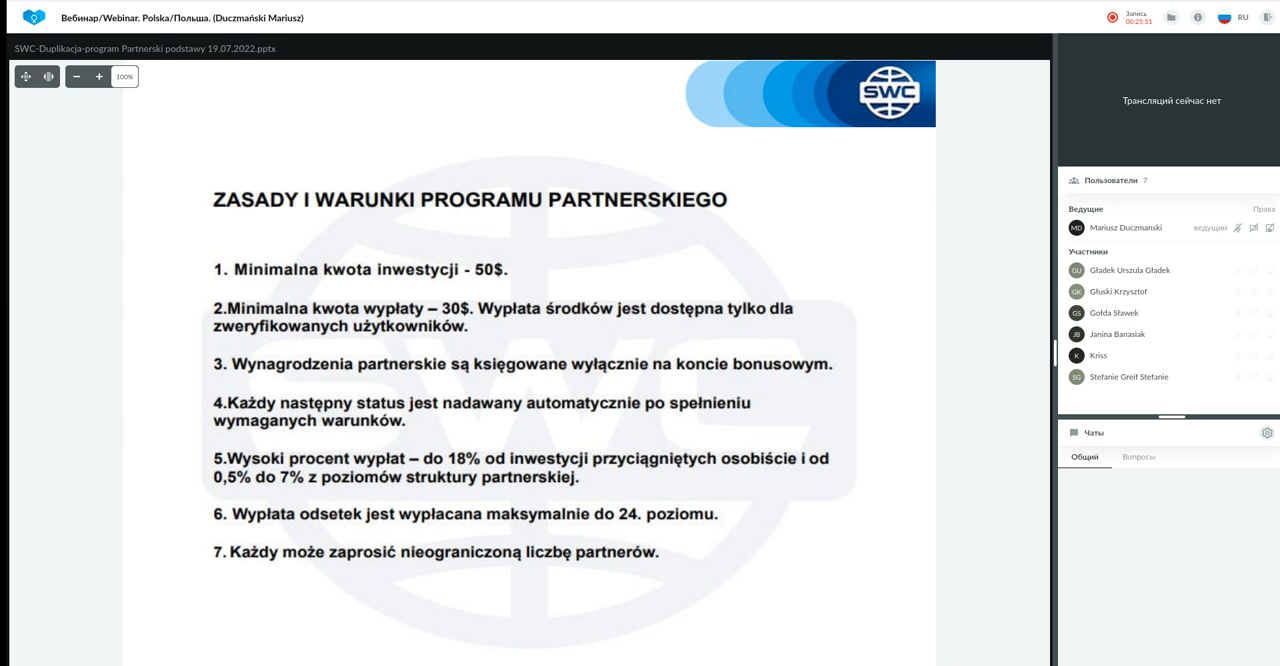 Вебинар/Webinar. Polska/Польша. (Duczmański Mariusz)
Запись
00:25:51
RU
SWC-Duplikacja-program Partnerski podstawy 19.07.2022.pptx
100%
SWC
ZASADY I WARUNKI PROGRAMU PARTNERSKIEGO
1. Minimalna kwota inwestycji - 50$.
2.Minimalna kwota wypłaty – 30$. Wypłata środków jest dostępna tylko dla
zweryfikowanych użytkowników.
3. Wynagrodzenia partnerskie są księgowane wyłącznie na koncie bonusowym.
4.Każdy następny status jest nadawany automatycznie po spełnieniu
wymaganych warunków.
5.Wysoki procent wypłat – do 18% od inwestycji przyciągniętych osobiście i od
0,5% do 7% z poziomów struktury partnerskiej.
6. Wypłata odsetek jest wypłacana maksymalnie do 24. poziomu.
7. Każdy może zaprosić nieograniczoną liczbę partnerów.
SWC
Трансляций сейчас нет
Пользователи 7
Ведущие Права
MD Mariusz Duczmanski ведущий
Участники
GU Gładek Urszula Gładek
GK Głuski Krzysztof
GS Gołda Sławek
JB Janina Banasiak
K Kriss
SG Stefanie Greif Stefanie
Чаты
Общий Вопросы